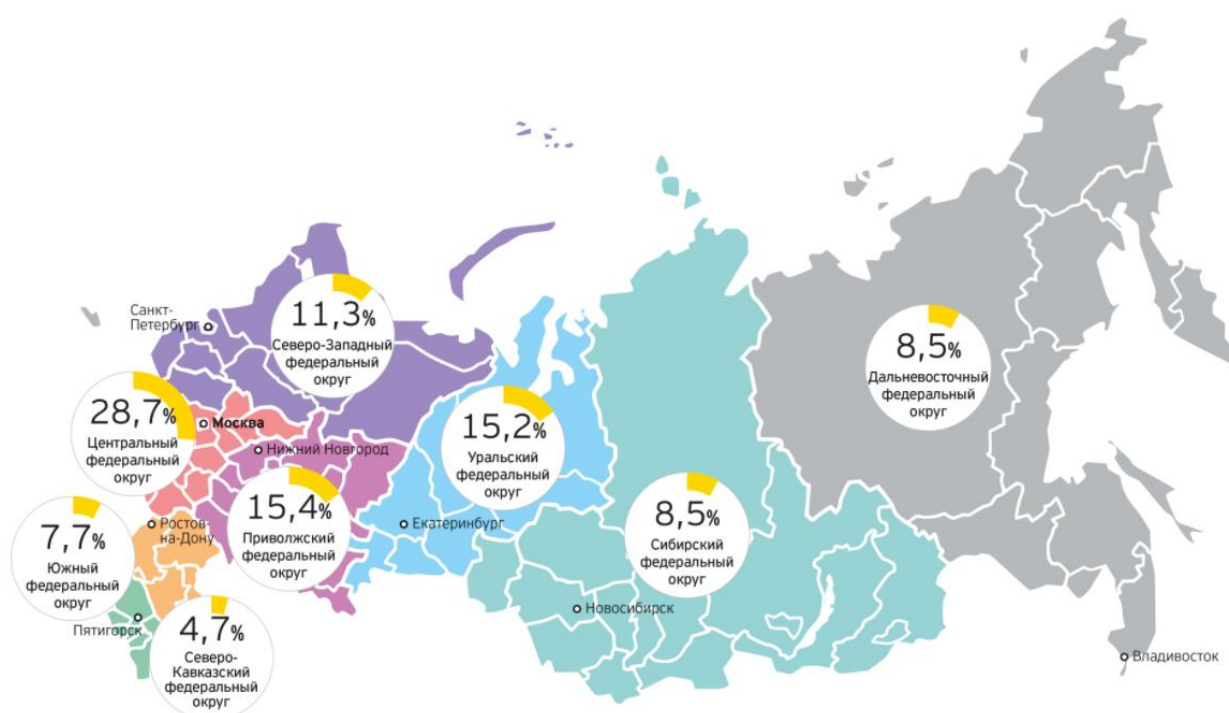 Санкт-
Петербург
11,3%
Северо-Западный
федеральный
округ
8,5%
Дальневосточный
федеральный
округ
28,7%
Центральный
федеральный
округ
Москва
Нижний Новгород
15,2%
Уральский
федеральный
округ
7,7%
Южный
федеральный
округ
Ростов-
на-Дону
15,4%
Приволжский
федеральный
округ
Екатеринбург
8,5%
Сибирский
федеральный
округ
Новосибирск
Пятигорск
4,7%
Северо-
Кавказский
федеральный
округ
Владивосток